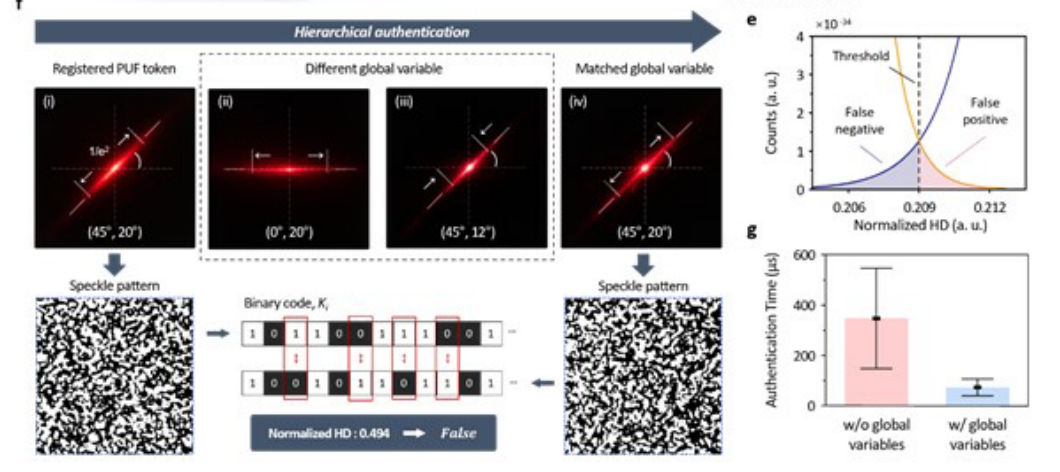 f
Hierarchical authentication
Registered PUF token
Different global variable
Matched global variable
(i)
1/e²
(45°, 20°)
(ii)
(0°, 20°)
(iii)
(45°, 12°)
(iv)
(45°, 20°)
Speckle pattern
Binary code, Kᵢ
1 0 1 1 0 0 1 1 1 0 0 1 ...
1 0 0 1 0 1 1 0 1 1 0 1 ...
Normalized HD : 0.494 → False
Speckle pattern
e
×10⁻³⁴
Counts (a. u.)
4
3
2
1
0
Threshold
False
negative
False
positive
0.206
0.209
0.212
Normalized HD (a. u.)
g
Authentication Time (μs)
600
400
200
0
w/o global
variables
w/ global
variables